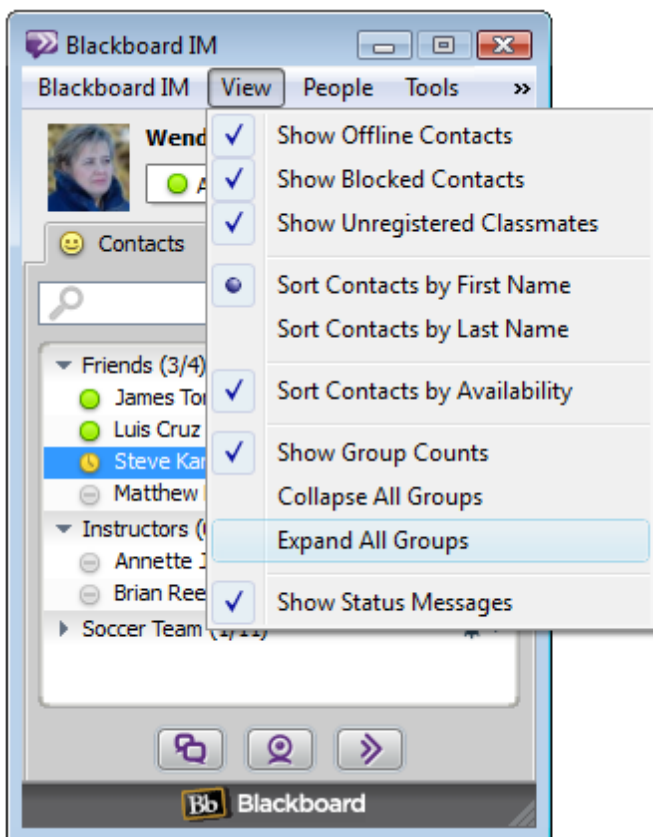 Blackboard IM
Blackboard IM View People Tools »
Wend
Show Offline Contacts
Show Blocked Contacts
Show Unregistered Classmates
Contacts
Sort Contacts by First Name
Sort Contacts by Last Name
Friends (3/4)
Sort Contacts by Availability
James
Luis Cruz
Show Group Counts
Steve
Collapse All Groups
Matthew
Expand All Groups
Instructors
Annette
Brian
Show Status Messages
Soccer Team (1/11)
Bb Blackboard